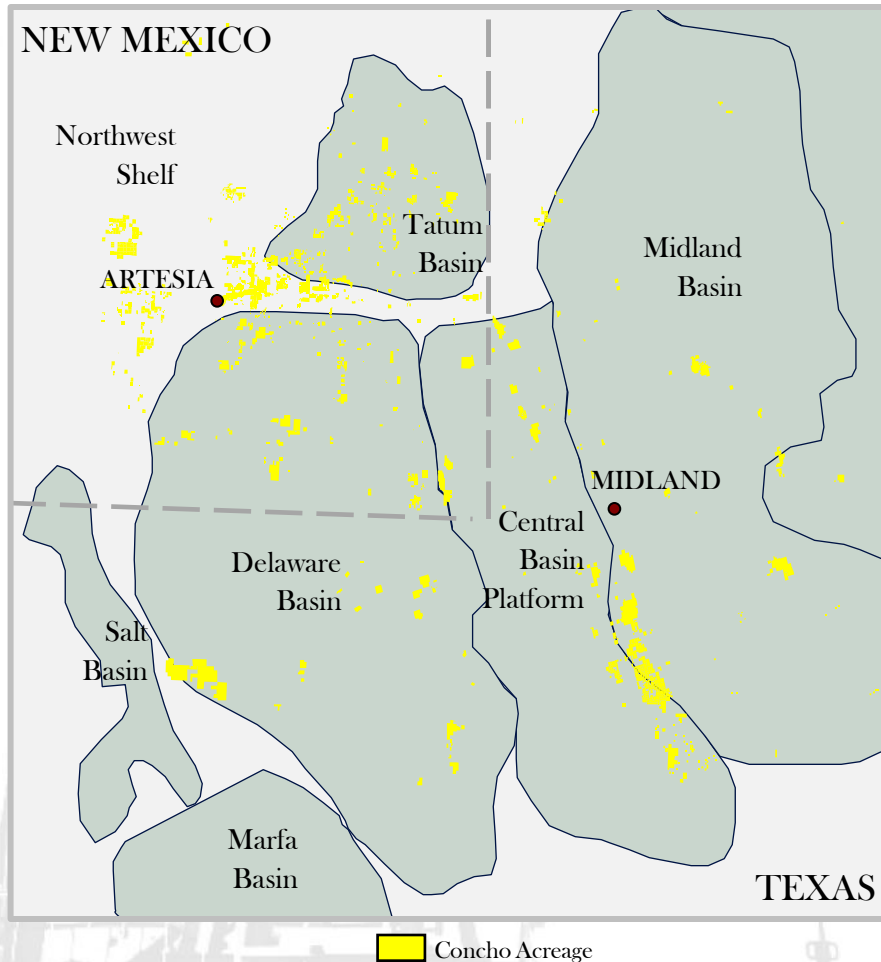 NEW MEXICO
Northwest
Shelf
Tatum
Basin
Midland
Basin
ARTESIA
MIDLAND
Central
Basin
Platform
Delaware
Basin
Salt
Basin
Marfa
Basin
TEXAS
Concho Acreage